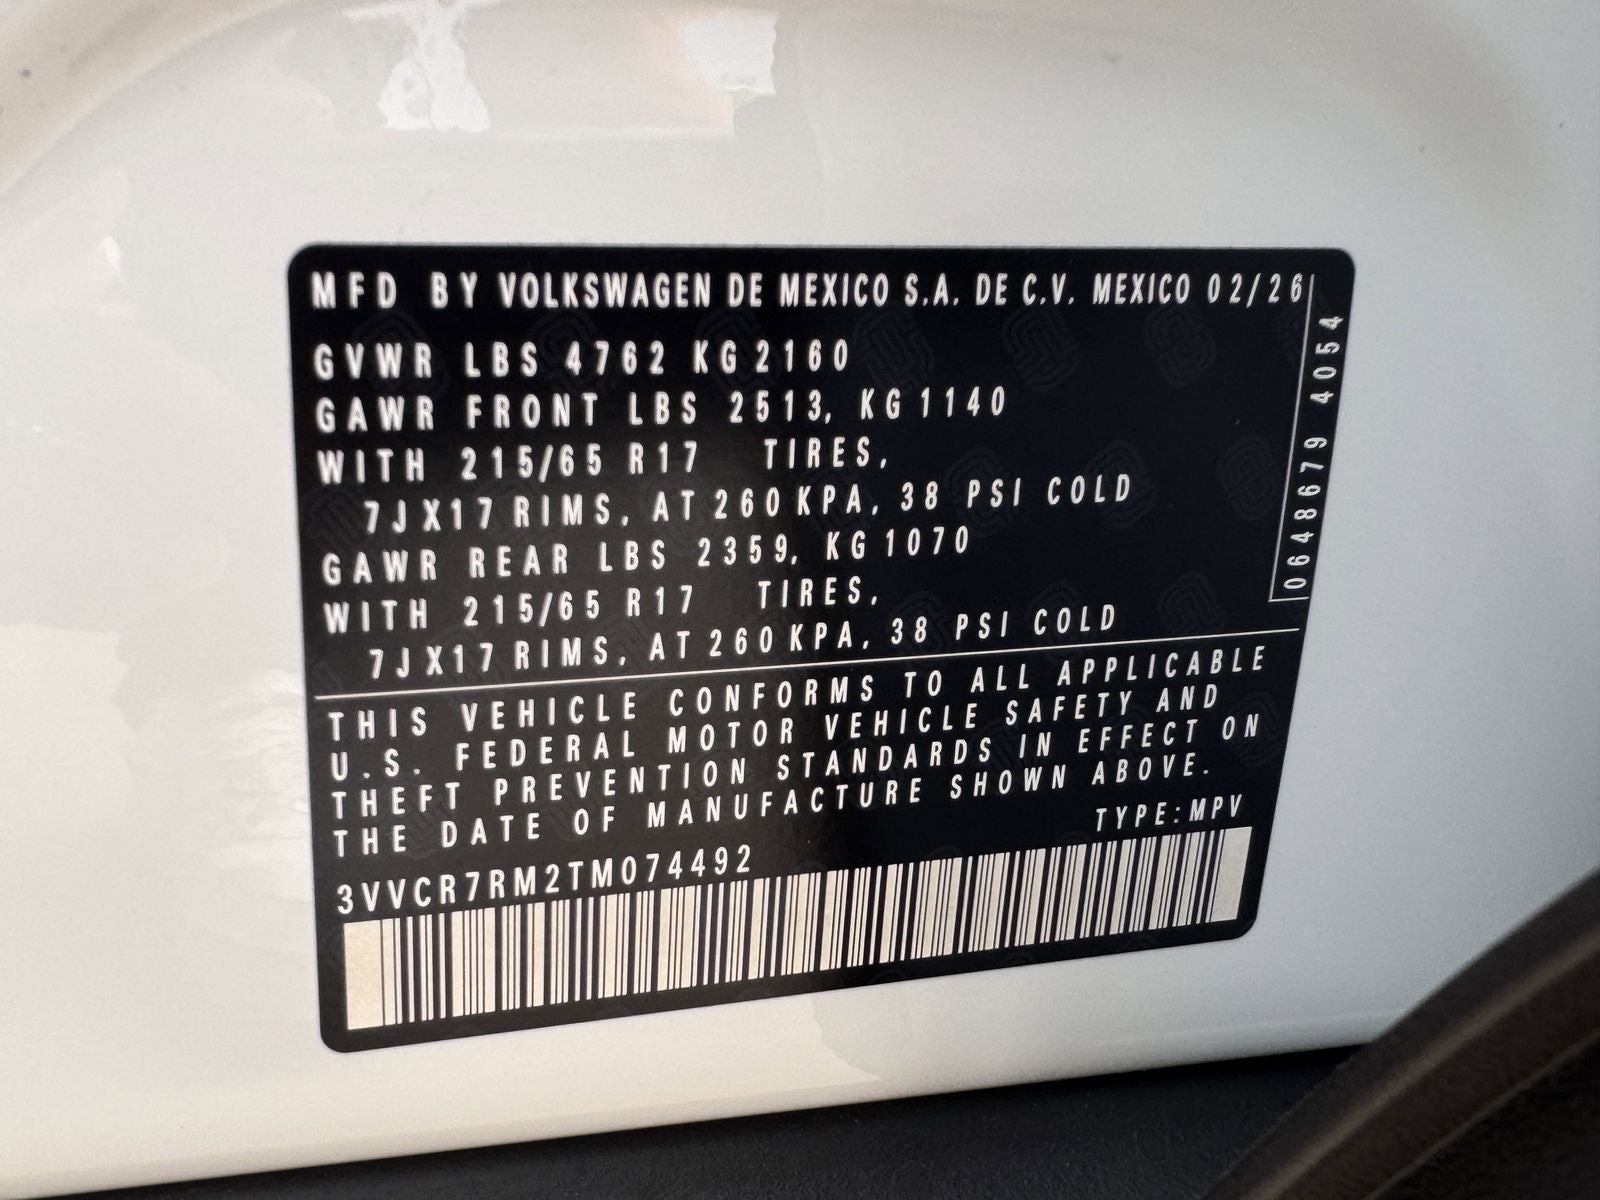 MFD BY VOLKSWAGEN DE MEXICO S.A. DE C.V. MEXICO 02/26
GVWR LBS 4762 KG 2160
GAWR FRONT LBS 2513, KG 1140
WITH 215/65 R17 TIRES,
7JX17 RIMS, AT 260 KPA, 38 PSI COLD
GAWR REAR LBS 2359, KG 1070
WITH 215/65 R17 TIRES,
7JX17 RIMS, AT 260 KPA, 38 PSI COLD
THIS VEHICLE CONFORMS TO ALL APPLICABLE
U.S. FEDERAL MOTOR VEHICLE SAFETY AND
THEFT PREVENTION STANDARDS IN EFFECT ON
THE DATE OF MANUFACTURE SHOWN ABOVE.
TYPE:MPV
3VVCR7RM2TM074492
0648679 4054